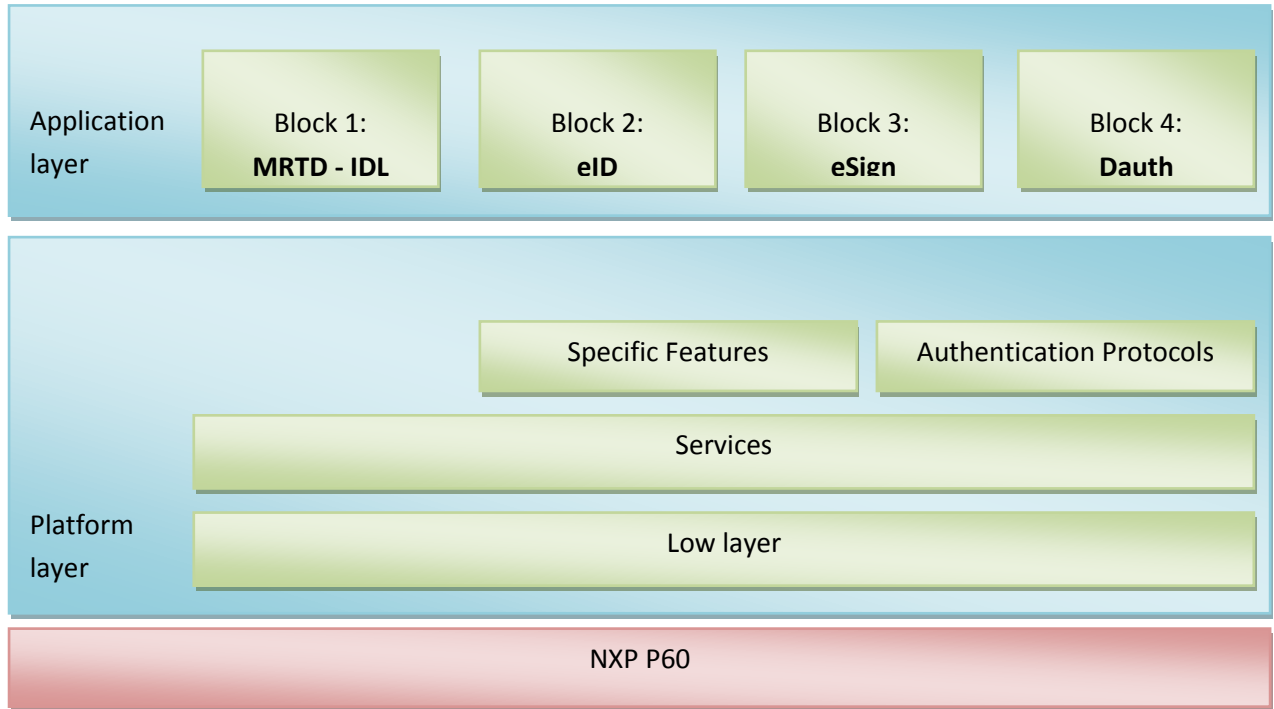 Application
layer
Block 1:
MRTD - IDL
Block 2:
eID
Block 3:
eSign
Block 4:
Dauth
Specific Features
Authentication Protocols
Services
Platform
layer
Low layer
NXP P60